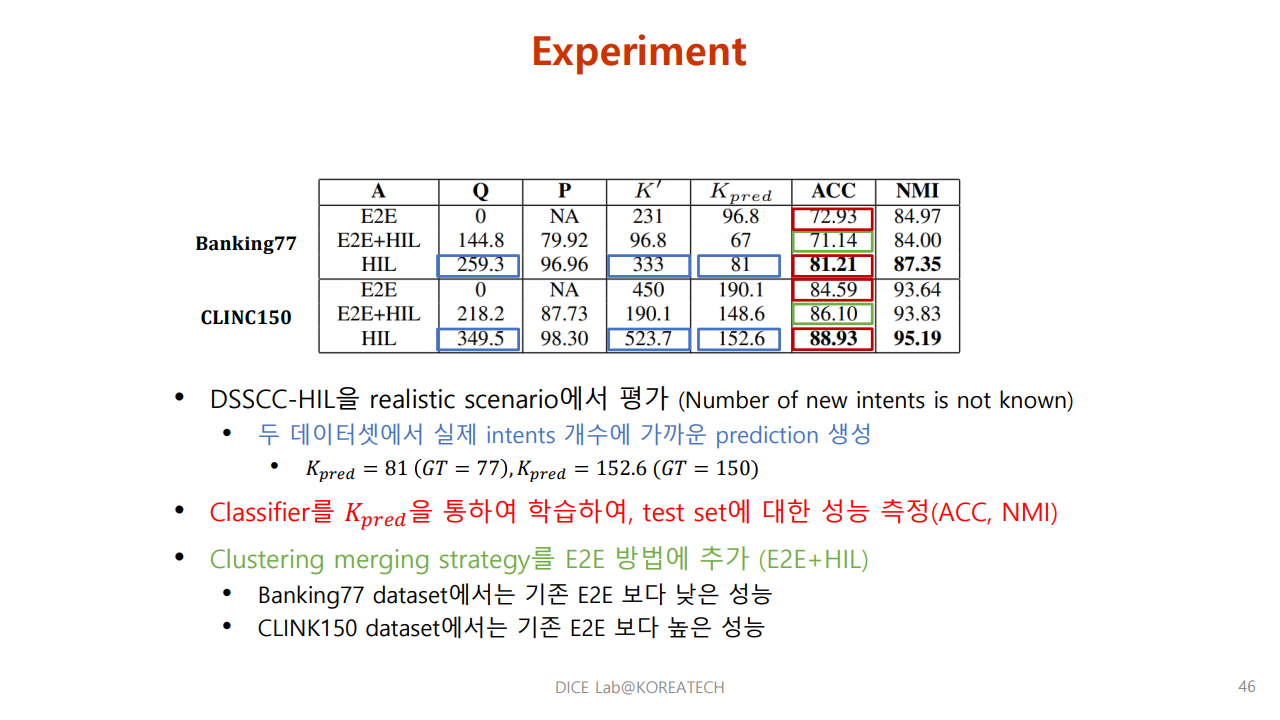 Experiment
A Q P K′ K_pred ACC NMI
Banking77
E2E 0 NA 231 96.8 72.93 84.97
E2E+HIL 144.8 79.92 96.8 67 71.14 84.00
HIL 259.3 96.96 333 81 81.21 87.35
CLINC150
E2E 0 NA 450 190.1 84.59 93.64
E2E+HIL 218.2 87.73 190.1 148.6 86.10 93.83
HIL 349.5 98.30 523.7 152.6 88.93 95.19
• DSSCC-HIL을 realistic scenario에서 평가 (Number of new intents is not known)
• 두 데이터셋에서 실제 intents 개수에 가까운 prediction 생성
• K_pred = 81 (GT = 77), K_pred = 152.6 (GT = 150)
• Classifier를 K_pred을 통하여 학습하여, test set에 대한 성능 측정(ACC, NMI)
• Clustering merging strategy를 E2E 방법에 추가 (E2E+HIL)
• Banking77 dataset에서는 기존 E2E 보다 낮은 성능
• CLINK150 dataset에서는 기존 E2E 보다 높은 성능
DICE Lab@KOREATECH
46